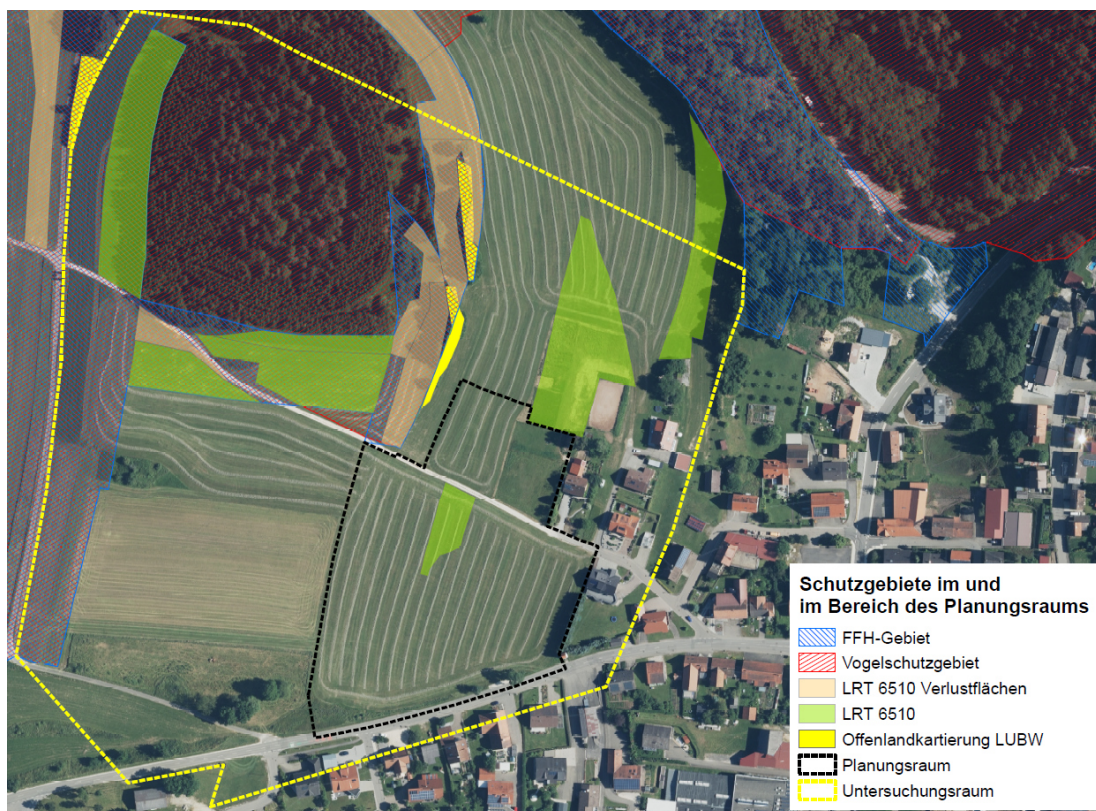 Schutzgebiete im und
im Bereich des Planungsraums
FFH-Gebiet
Vogelschutzgebiet
LRT 6510 Verlustflächen
LRT 6510
Offenlandkartierung LUBW
Planungsraum
Untersuchungsraum